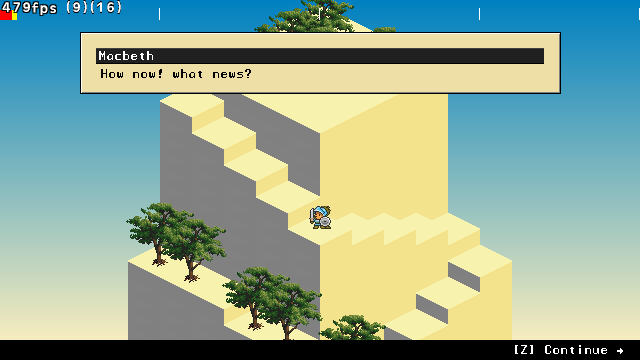 479fps (9)(16)
Macbeth
How now! what news?
[Z] Continue →